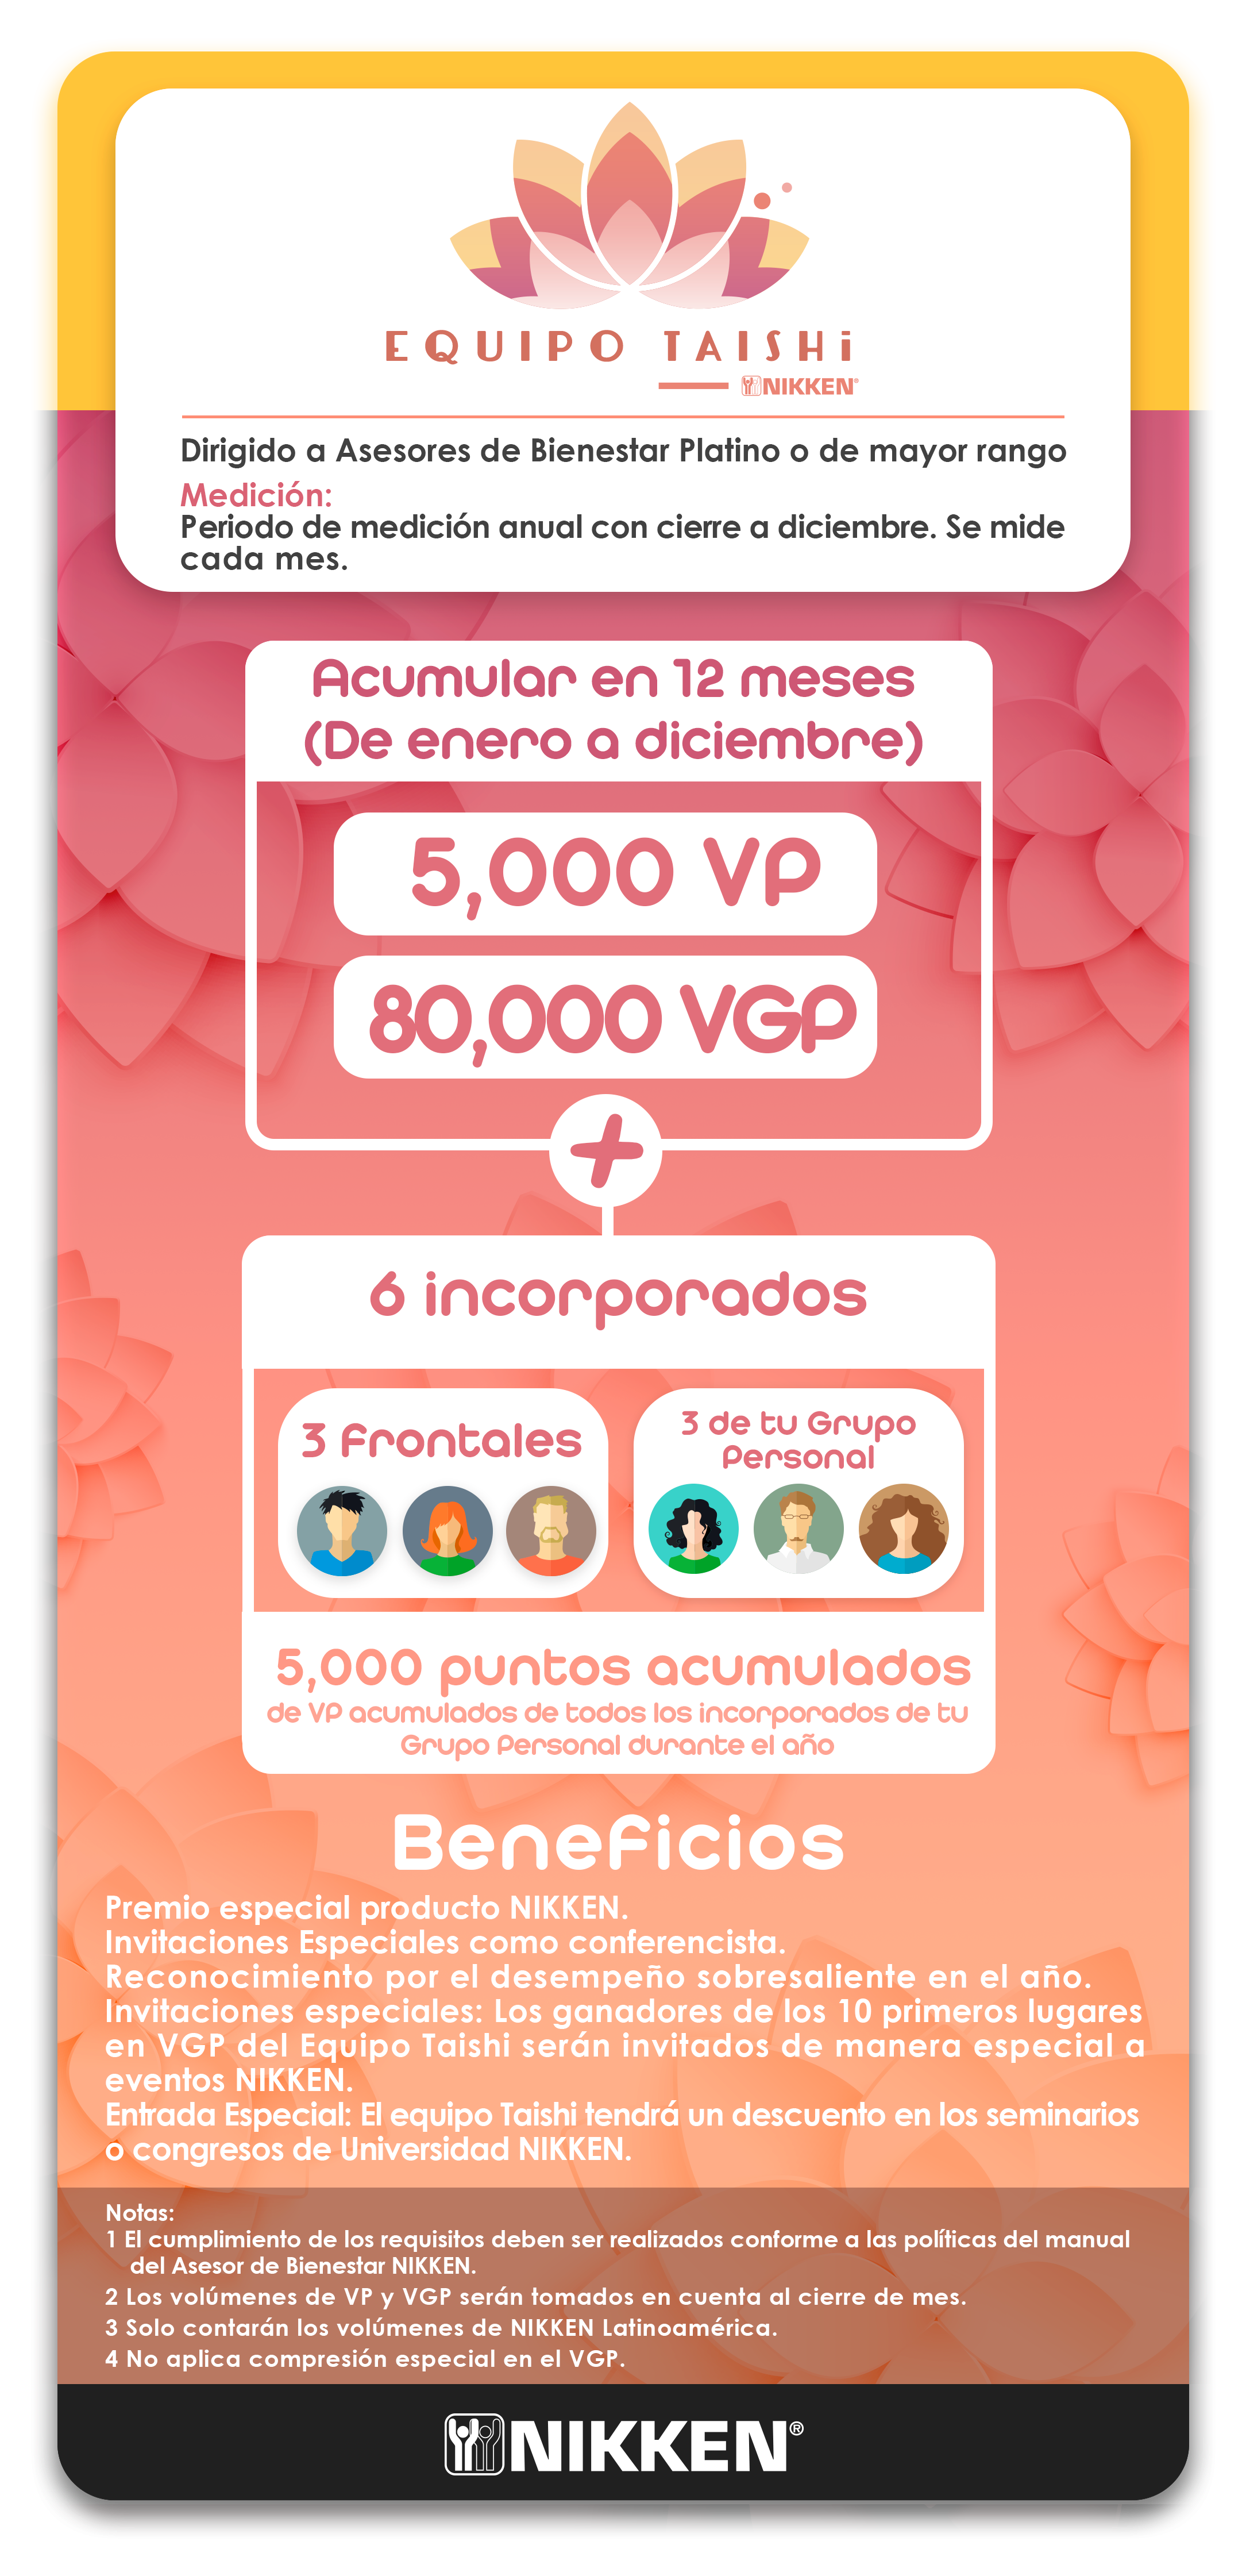 EQUIPO TAISHi
NIKKEN®
Dirigido a Asesores de Bienestar Platino o de mayor rango
Medición:
Periodo de medición anual con cierre a diciembre. Se mide
cada mes.
Acumular en 12 meses
(De enero a diciembre)
5,000 VP
80,000 VGP
+
6 incorporados
3 Frontales
3 de tu Grupo
Personal
5,000 puntos acumulados
de VP acumulados de todos los incorporados de tu
Grupo Personal durante el año
Beneficios
Premio especial producto NIKKEN.
Invitaciones Especiales como conferencista.
Reconocimiento por el desempeño sobresaliente en el año.
Invitaciones especiales: Los ganadores de los 10 primeros lugares
en VGP del Equipo Taishi serán invitados de manera especial a
eventos NIKKEN.
Entrada Especial: El equipo Taishi tendrá un descuento en los seminarios
o congresos de Universidad NIKKEN.
Notas:
1 El cumplimiento de los requisitos deben ser realizados conforme a las políticas del manual
del Asesor de Bienestar NIKKEN.
2 Los volúmenes de VP y VGP serán tomados en cuenta al cierre de mes.
3 Solo contarán los volúmenes de NIKKEN Latinoamérica.
4 No aplica compresión especial en el VGP.
NIKKEN®